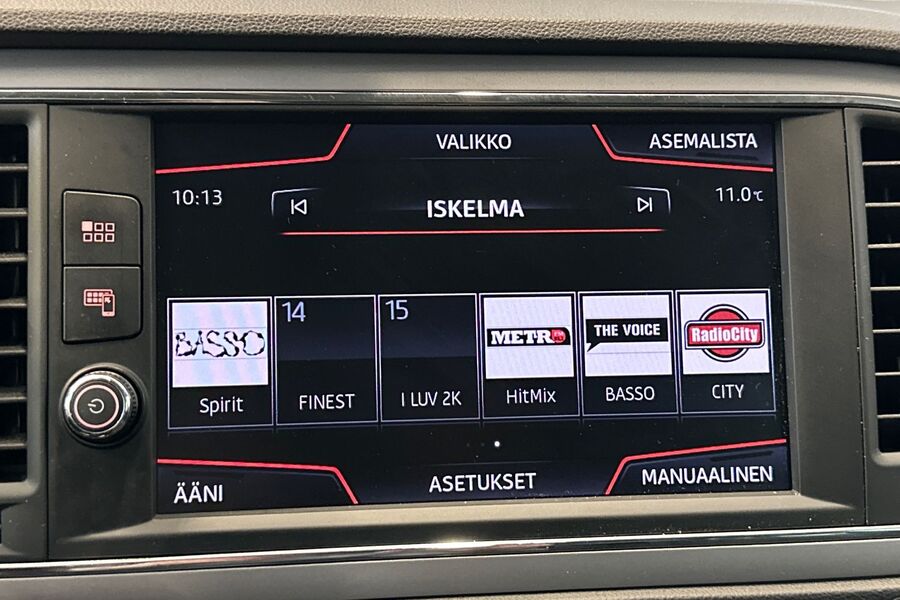 VALIKKO
ASEMALISTA
10:13
ISKELMA
11.0°C
BASSO
14
15
METRO
THE VOICE
RadioCity
Spirit
FINEST
I LUV 2K
HitMix
BASSO
CITY
ÄÄNI
ASETUKSET
MANUAALINEN